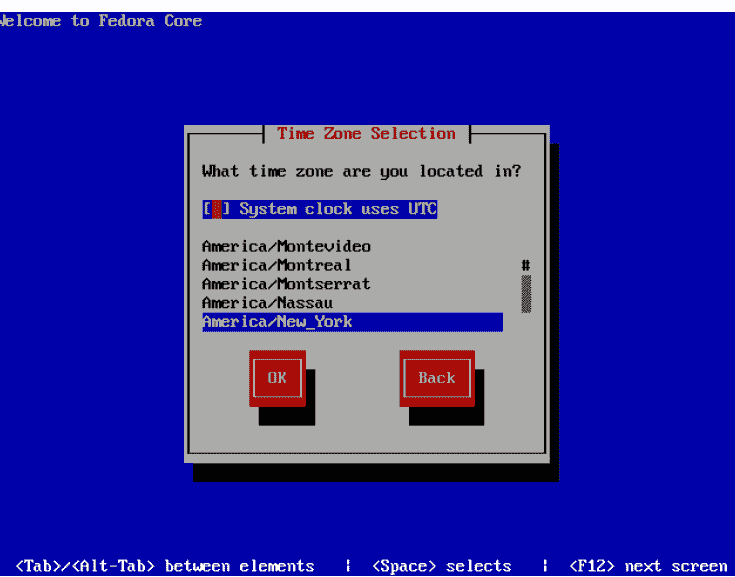 Welcome to Fedora Core
Time Zone Selection
What time zone are you located in?
[ ] System clock uses UTC
America/Montevideo
America/Montreal
America/Montserrat
America/Nassau
America/New_York
#
OK
Back
<Tab>/<Alt-Tab> between elements | <Space> selects | <F12> next screen